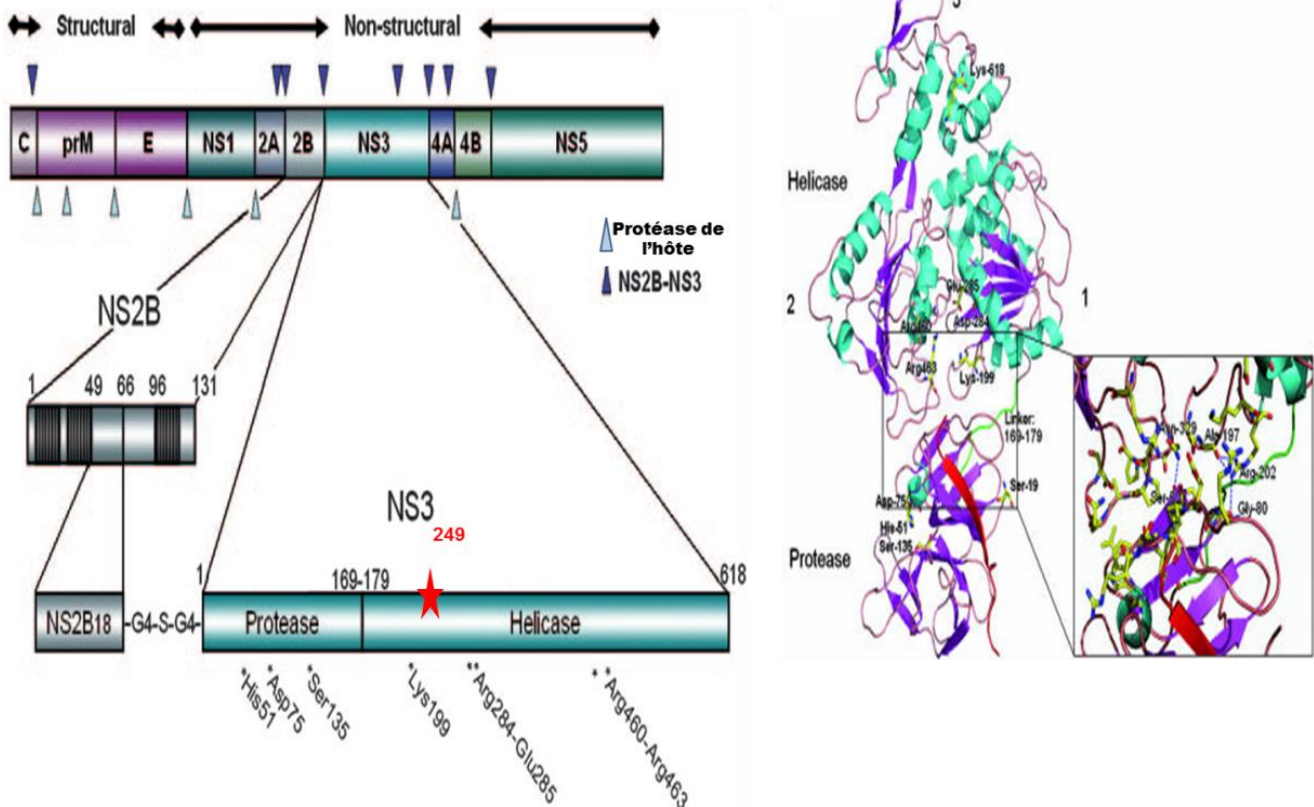 Structural
Non-structural
C
prM
E
NS1
2A
2B
NS3
4A
4B
NS5
Protéase de
l'hôte
NS2B-NS3
NS2B
1
49
66
96
131
NS3
249
1
169-179
618
NS2B18
-G4-S-G4-
Protease
Helicase
*His51
*Asp75
*Ser135
*Lys199
**Arg284-Glu285
* *Arg460-Arg463
3
Lys-618
Helicase
Glu-285
2
1
Arg460
Asp-284
Arg463
Lys-199
Linker:
169-179
Asp-75
Ser-19
His-51
Ser-135
Protease
Ala-197
Arg-202
Gly-80